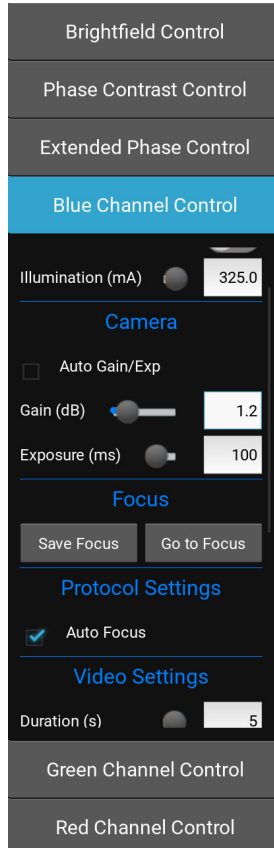 Brightfield Control
Phase Contrast Control
Extended Phase Control
Blue Channel Control
Illumination (mA) 325.0
Camera
Auto Gain/Exp
Gain (dB) 1.2
Exposure (ms) 100
Focus
Save Focus Go to Focus
Protocol Settings
Auto Focus
Video Settings
Duration (s) 5
Green Channel Control
Red Channel Control